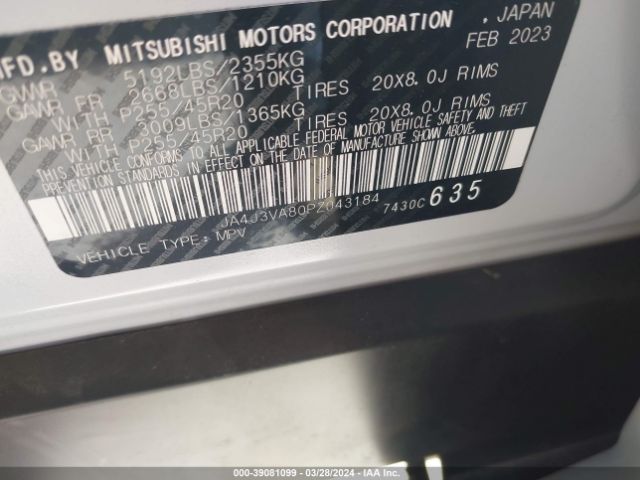 MFD.BY MITSUBISHI MOTORS CORPORATION , JAPAN
FEB 2023
GVWR 5192LBS/2355KG
GAWR FR 2668LBS/1210KG
WITH P255/45R20 TIRES 20X8.0J RIMS
GAWR RR 3009LBS/1365KG
WITH P255/45R20 TIRES 20X8.0J RIMS
THIS VEHICLE CONFORMS TO ALL APPLICABLE FEDERAL MOTOR VEHICLE SAFETY AND THEFT
PREVENTION STANDARDS IN EFFECT ON THE DATE OF MANUFACTURE SHOWN ABOVE.
JA4J3VA80PZ043184
7430C 635
VEHICLE TYPE: MPV
000-39081099 - 03/28/2024 - IAA Inc.